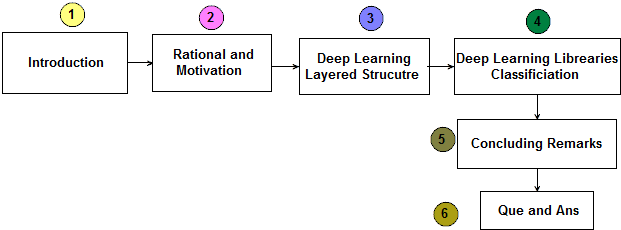 1
Introduction
2
Rational and
Motivation
3
Deep Learning
Layered Strucutre
4
Deep Learning Librearies
Classificiation
5
Concluding Remarks
6
Que and Ans